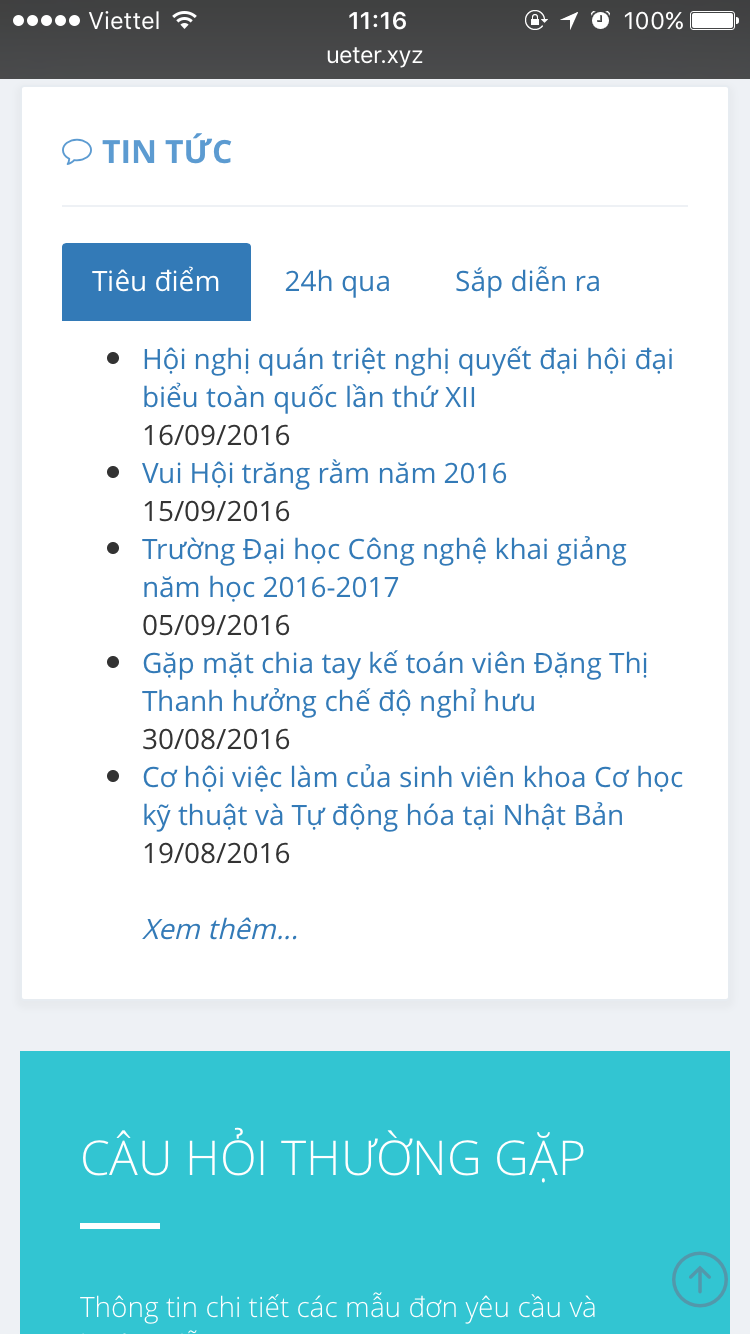 Viettel 11:16 100%
ueter.xyz
TIN TỨC
Tiêu điểm 24h qua Sắp diễn ra
Hội nghị quán triệt nghị quyết đại hội đại
biểu toàn quốc lần thứ XII
16/09/2016
Vui Hội trăng rằm năm 2016
15/09/2016
Trường Đại học Công nghệ khai giảng
năm học 2016-2017
05/09/2016
Gặp mặt chia tay kế toán viên Đặng Thị
Thanh hưởng chế độ nghỉ hưu
30/08/2016
Cơ hội việc làm của sinh viên khoa Cơ học
kỹ thuật và Tự động hóa tại Nhật Bản
19/08/2016
Xem thêm...
CÂU HỎI THƯỜNG GẶP
Thông tin chi tiết các mẫu đơn yêu cầu và